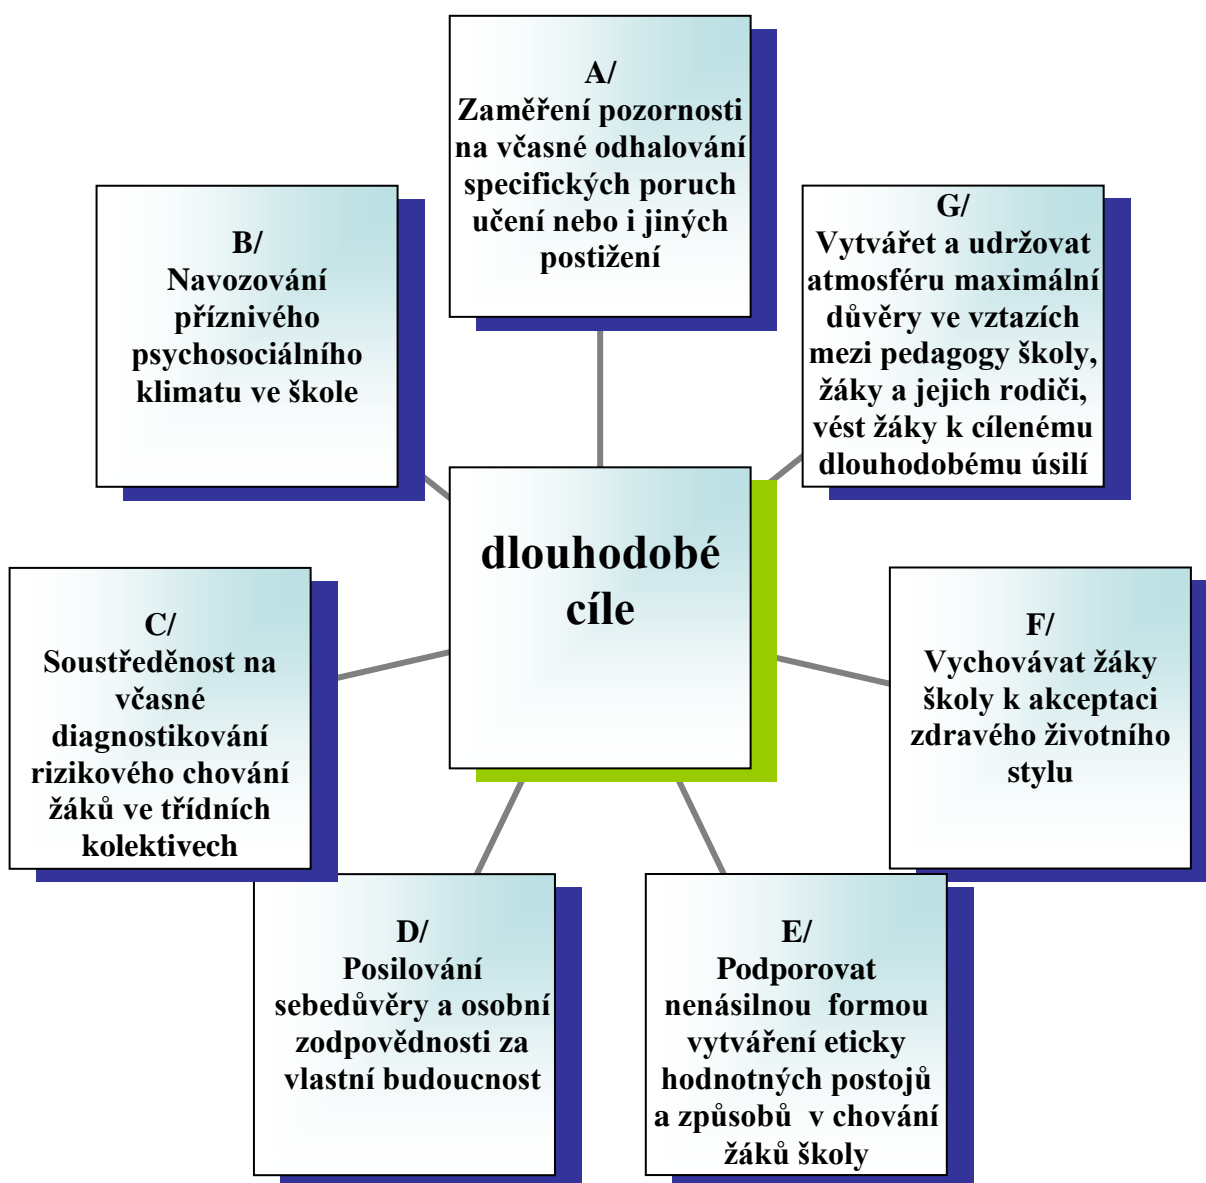 A/
Zaměření pozornosti
na včasné odhalování
specifických poruch
učení nebo i jiných
postižení
B/
Navozování
příznivého
psychosociálního
klimatu ve škole
G/
Vytvářet a udržovat
atmosféru maximální
důvěry ve vztazích
mezi pedagogy školy,
žáky a jejich rodiči,
vést žáky k cílenému
dlouhodobému úsilí
dlouhodobé
cíle
C/
Soustředěnost na
včasné
diagnostikování
rizikového chování
žáků ve třídních
kolektivech
F/
Vychovávat žáky
školy k akceptaci
zdravého životního
stylu
D/
Posilování
sebedůvěry a osobní
zodpovědnosti za
vlastní budoucnost
E/
Podporovat
nenásilnou  formou
vytváření eticky
hodnotných postojů
a způsobů  v chování
žáků školy